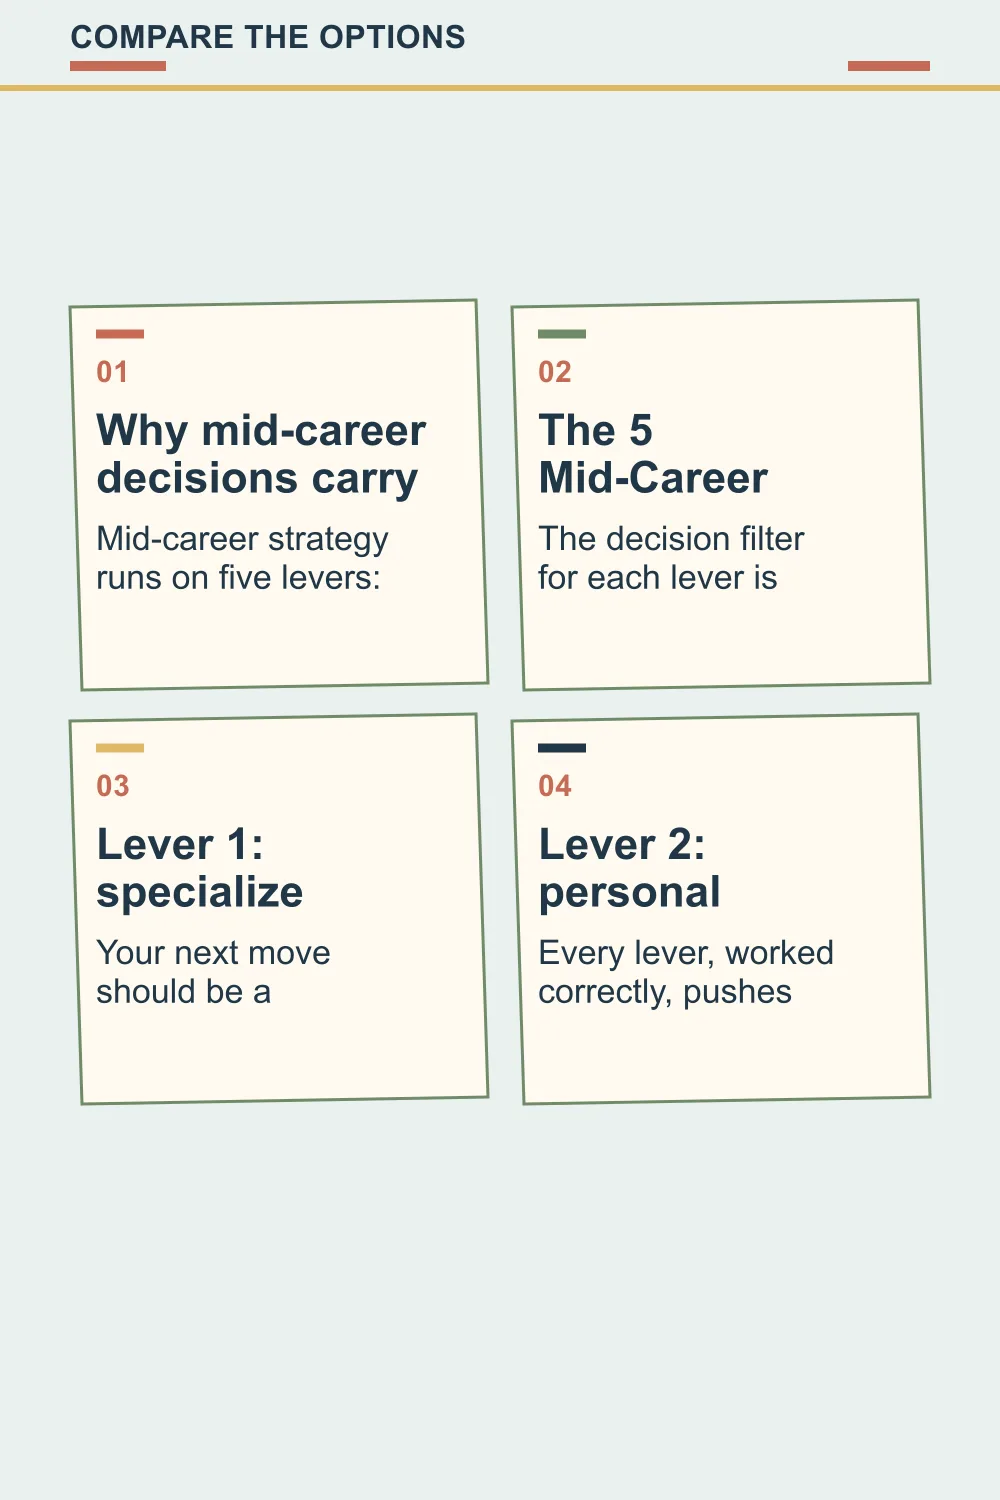 COMPARE THE OPTIONS
01
Why mid-career
decisions carry
Mid-career strategy
runs on five levers:
02
The 5
Mid-Career
The decision filter
for each lever is
03
Lever 1:
specialize
Your next move
should be a
04
Lever 2:
personal
Every lever, worked
correctly, pushes